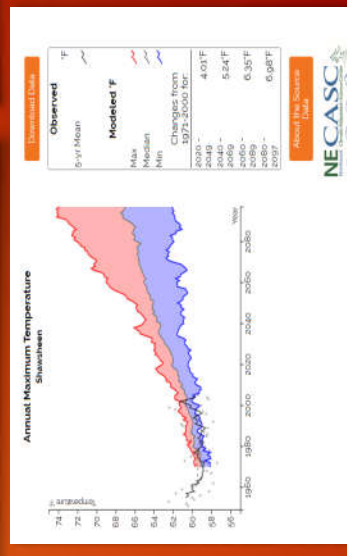 Annual Maximum Temperature
Shawsheen
°F Temperature
74
72
70
68
66
64
62
60
58
56
1960
1980
2000
2020
2040
2060
2080
Year
Download Data
Observed °F
5-yr Mean
Modeled °F
Max
Median
Min
Changes from
1971-2000 for:
2020 -
2049 4.01°F
2040 -
2069 5.24°F
2060 -
2089 6.35°F
2080 -
2097 6.98°F
About the Source
Data
NECASC